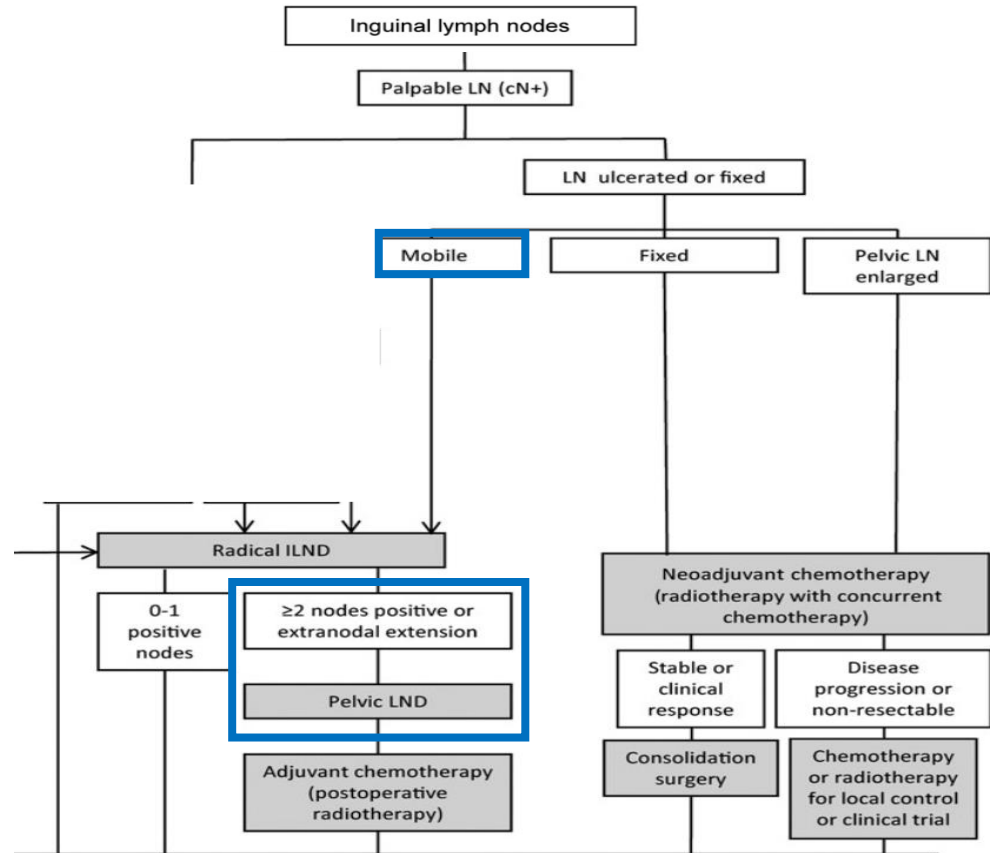 Inguinal lymph nodes
Palpable LN (cN+)
LN ulcerated or fixed
Mobile
Fixed
Pelvic LN
enlarged
Radical ILND
0-1
positive
nodes
≥2 nodes positive or
extranodal extension
Pelvic LND
Adjuvant chemotherapy
(postoperative
radiotherapy)
Neoadjuvant chemotherapy
(radiotherapy with concurrent
chemotherapy)
Stable or
clinical
response
Consolidation
surgery
Disease
progression or
non-resectable
Chemotherapy
or radiotherapy
for local control
or clinical trial